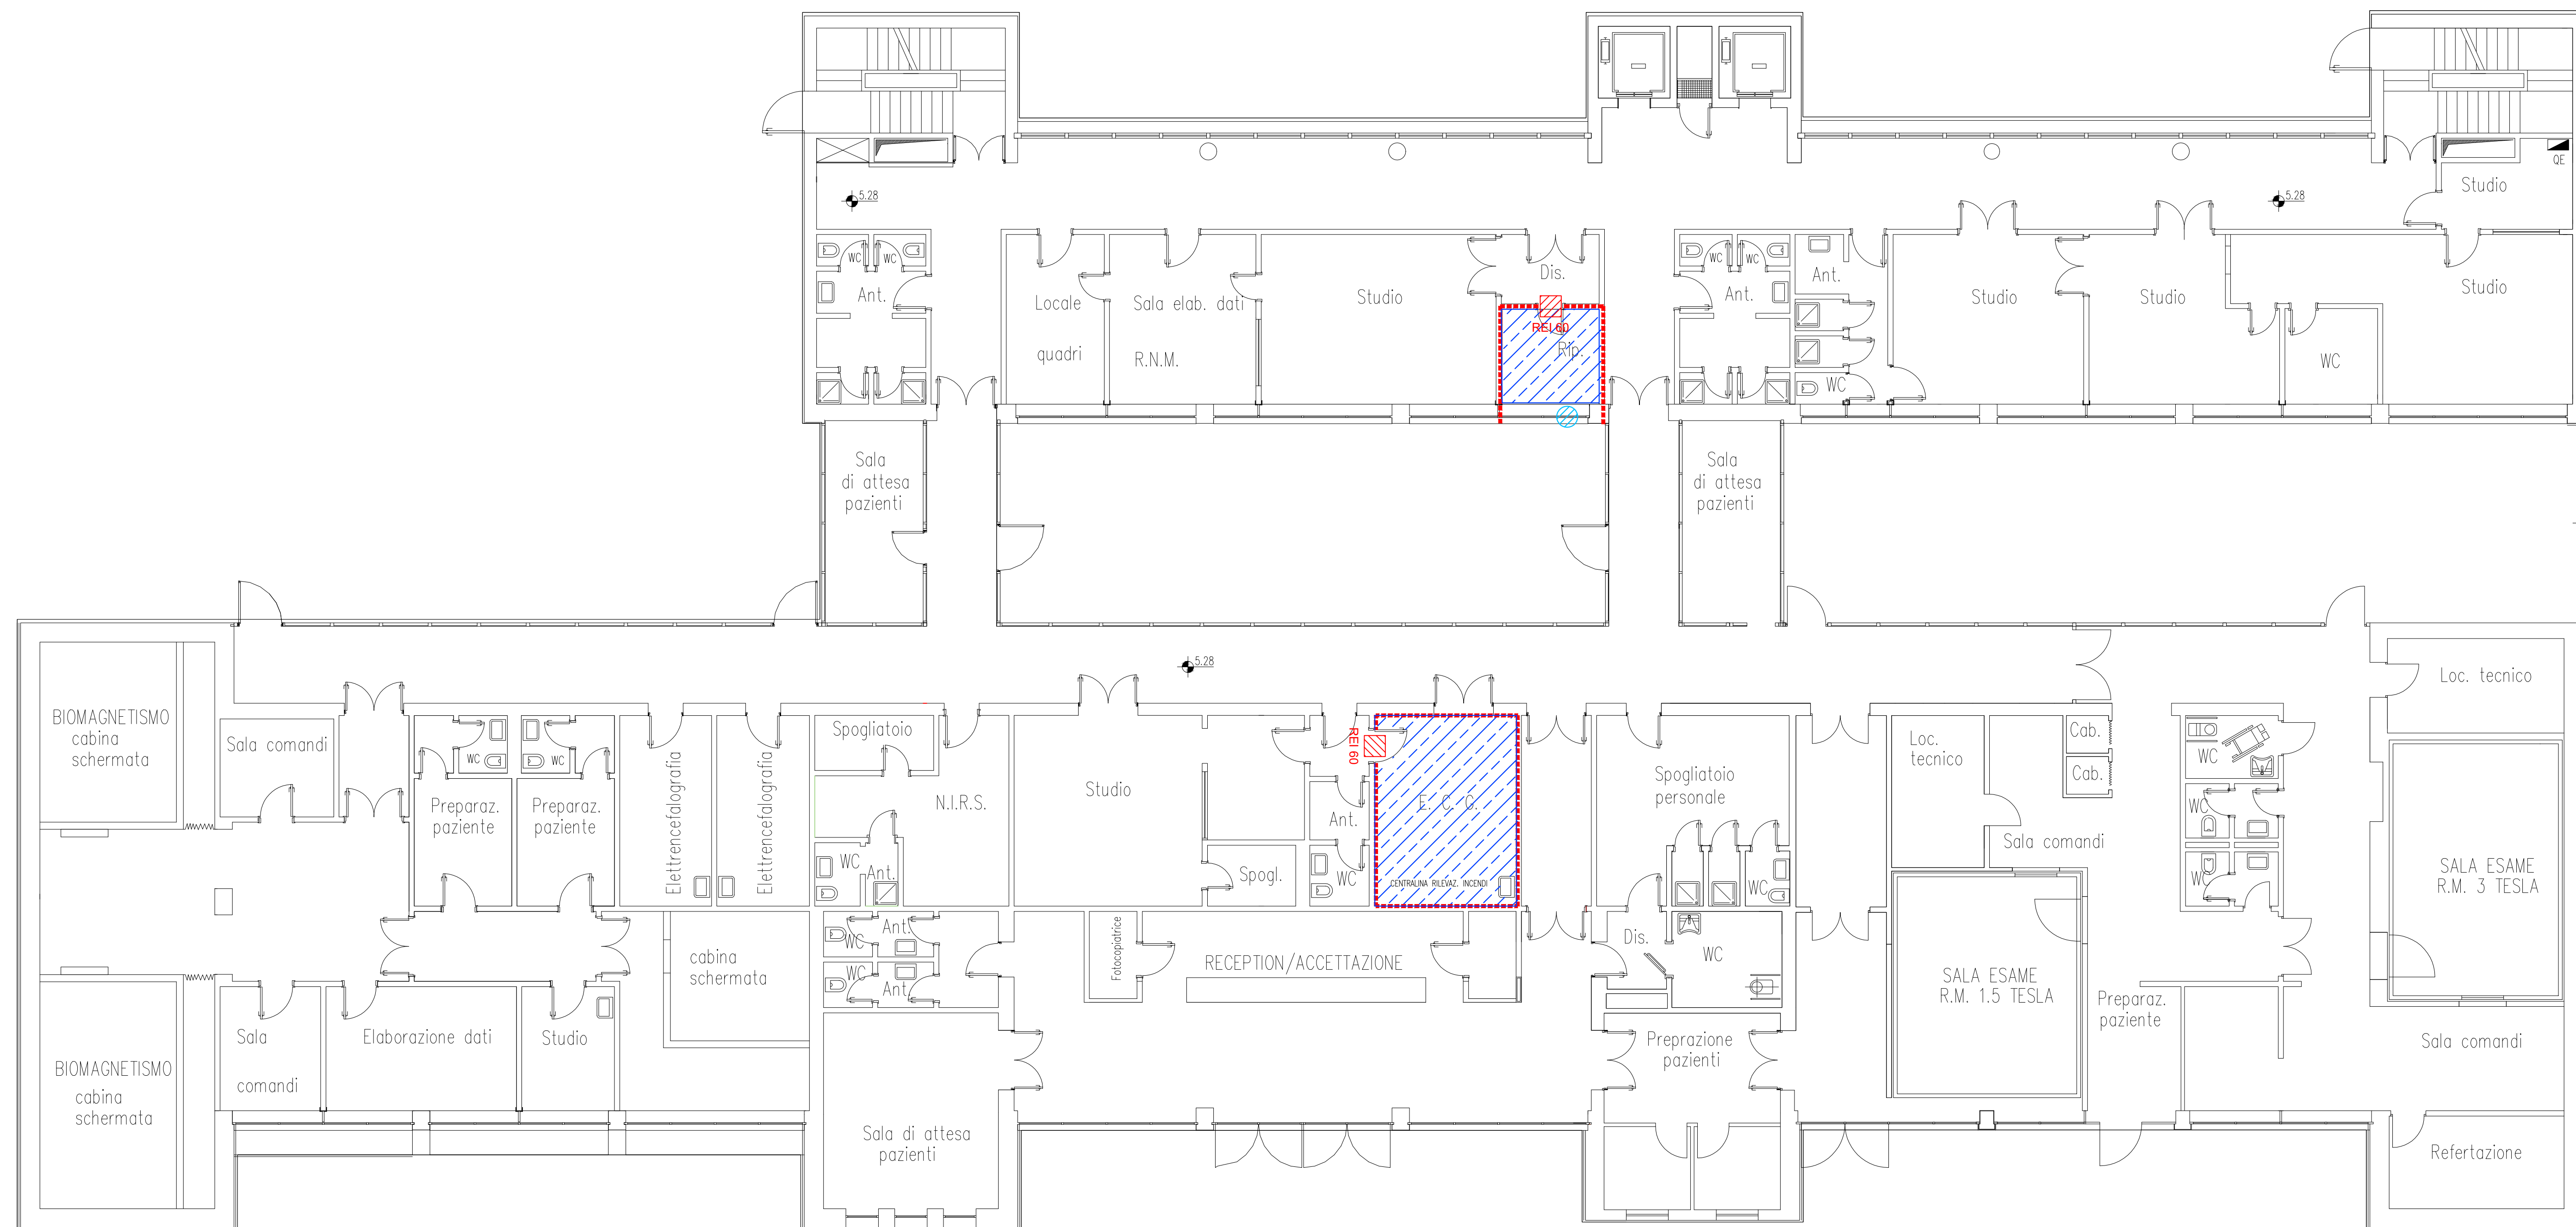 QE
Studio
5.28
5.28
WC
WC
Ant.
Locale
quadri
Sala elab. dati
R.N.M.
Studio
Dis.
REI 60
Rip.
WC
WC
Ant.
Ant.
WC
Studio
Studio
Studio
WC
Sala
di attesa
pazienti
Sala
di attesa
pazienti
5.28
BIOMAGNETISMO
cabina
schermata
Sala comandi
WC
WC
Preparaz.
paziente
Preparaz.
paziente
Elettrencefalografia
Elettrencefalografia
Spogliatoio
N.I.R.S.
WC
Ant.
Studio
Spogl.
REI 60
Ant.
WC
E. C. G.
CENTRALINA RILEVAZ. INCENDI
Spogliatoio
personale
WC
Loc.
tecnico
Cab.
Cab.
Sala comandi
WC
WC
WC
Loc. tecnico
SALA ESAME
R.M. 3 TESLA
cabina
schermata
WC
Ant.
WC
Ant.
Fotocopiatrice
RECEPTION/ACCETTAZIONE
Dis.
WC
SALA ESAME
R.M. 1.5 TESLA
Preparaz.
paziente
Sala comandi
BIOMAGNETISMO
cabina
schermata
Sala
comandi
Elaborazione dati
Studio
Sala di attesa
pazienti
Preprazione
pazienti
Refertazione